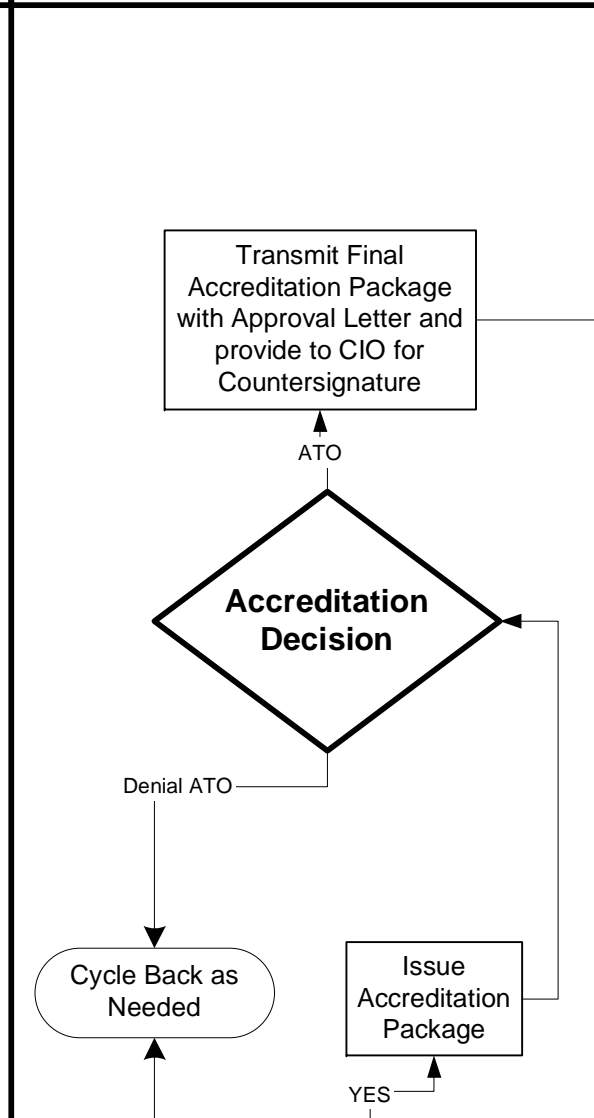 Transmit Final
Accreditation Package
with Approval Letter and
provide to CIO for
Countersignature
ATO
Accreditation
Decision
Denial ATO
Cycle Back as
Needed
Issue
Accreditation
Package
YES